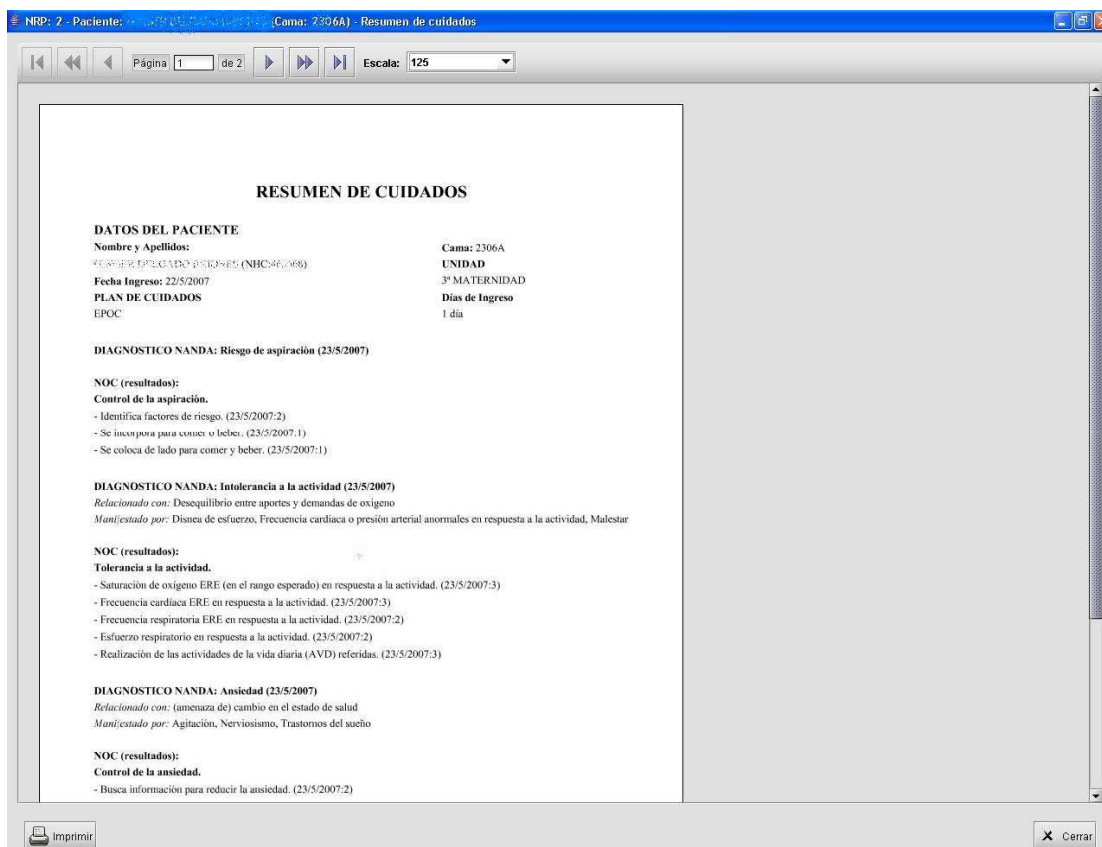 NRP: 2 - Paciente: (Cama: 2306A) - Resumen de cuidados
Página 1 de 2 Escala: 125
RESUMEN DE CUIDADOS
DATOS DEL PACIENTE
Nombre y Apellidos: Cama: 2306A
(NHC: UNIDAD
Fecha Ingreso: 22/5/2007 3ª MATERNIDAD
PLAN DE CUIDADOS Días de Ingreso
EPOC 1 día
DIAGNOSTICO NANDA: Riesgo de aspiración (23/5/2007)
NOC (resultados):
Control de la aspiración.
- Identifica factores de riesgo. (23/5/2007:2)
- Se incorpora para comer o beber. (23/5/2007:1)
- Se coloca de lado para comer y beber. (23/5/2007:1)
DIAGNOSTICO NANDA: Intolerancia a la actividad (23/5/2007)
Relacionado con: Desequilibrio entre aportes y demandas de oxigeno
Manifestado por: Disnea de esfuerzo, Frecuencia cardiaca o presión arterial anormales en respuesta a la actividad, Malestar
NOC (resultados):
Tolerancia a la actividad.
- Saturación de oxígeno ERE (en el rango esperado) en respuesta a la actividad. (23/5/2007:3)
- Frecuencia cardíaca ERE en respuesta a la actividad. (23/5/2007:3)
- Frecuencia respiratoria ERE en respuesta a la actividad. (23/5/2007:2)
- Esfuerzo respiratorio en respuesta a la actividad. (23/5/2007:2)
- Realización de las actividades de la vida diaria (AVD) referidas. (23/5/2007:3)
DIAGNOSTICO NANDA: Ansiedad (23/5/2007)
Relacionado con: (amenaza de) cambio en el estado de salud
Manifestado por: Agitación, Nerviosismo, Trastornos del sueño
NOC (resultados):
Control de la ansiedad.
- Busca información para reducir la ansiedad. (23/5/2007:2)
Imprimir Cerrar